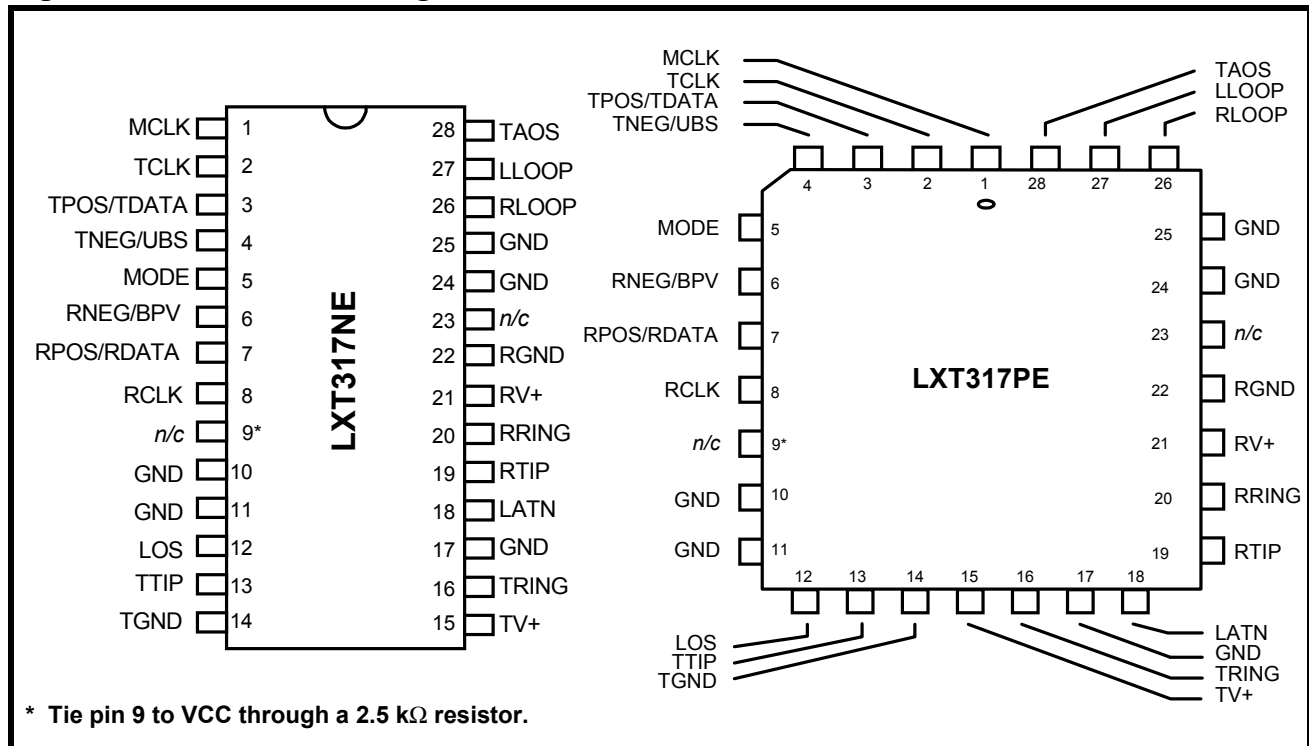 MCLK 1
TCLK 2
TPOS/TDATA 3
TNEG/UBS 4
MODE 5
RNEG/BPV 6
RPOS/RDATA 7
RCLK 8
n/c 9*
GND 10
GND 11
LOS 12
TTIP 13
TGND 14
LXT317NE
28 TAOS
27 LLOOP
26 RLOOP
25 GND
24 GND
23 n/c
22 RGND
21 RV+
20 RRING
19 RTIP
18 LATN
17 GND
16 TRING
15 TV+
MCLK
TCLK
TPOS/TDATA
TNEG/UBS
TAOS
LLOOP
RLOOP
4 3 2 1 28 27 26
MODE 5
RNEG/BPV 6
RPOS/RDATA 7
RCLK 8
n/c 9*
GND 10
GND 11
LXT317PE
25 GND
24 GND
23 n/c
22 RGND
21 RV+
20 RRING
19 RTIP
12 13 14 15 16 17 18
LOS
TTIP
TGND
LATN
GND
TRING
TV+
* Tie pin 9 to VCC through a 2.5 kΩ resistor.